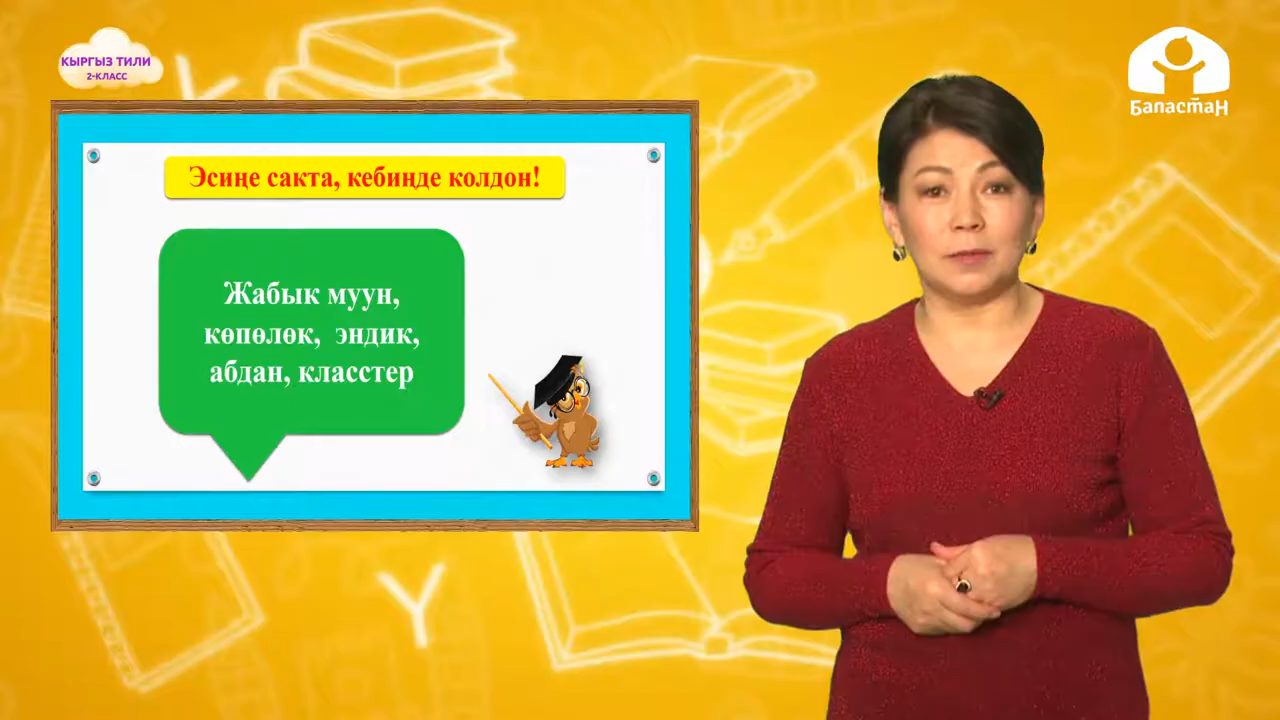 КЫРГЫЗ ТИЛИ
2-КЛАСС
Баластан
Эсиңе сакта, кебиңде колдон!
Жабык муун,
көпөлөк, эндик,
абдан, класстер